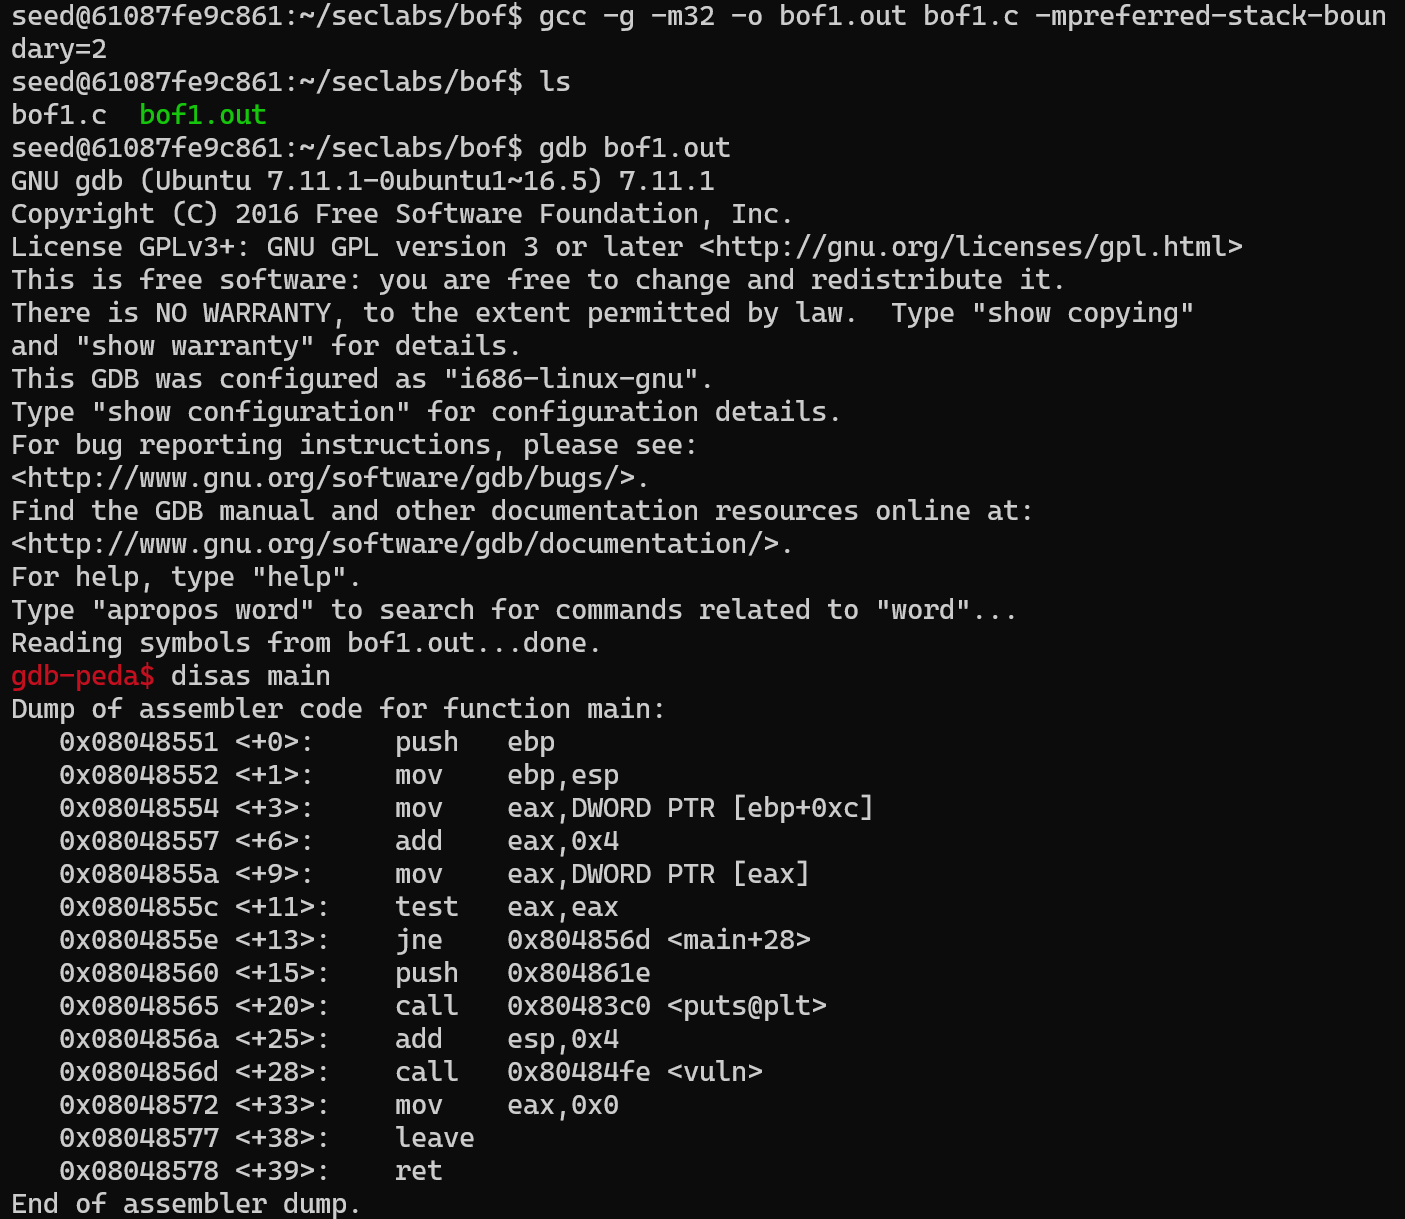 seed@61087fe9c861:~/seclabs/bof$ gcc -g -m32 -o bof1.out bof1.c -mpreferred-stack-boun
dary=2
seed@61087fe9c861:~/seclabs/bof$ ls
bof1.c  bof1.out
seed@61087fe9c861:~/seclabs/bof$ gdb bof1.out
GNU gdb (Ubuntu 7.11.1-0ubuntu1~16.5) 7.11.1
Copyright (C) 2016 Free Software Foundation, Inc.
License GPLv3+: GNU GPL version 3 or later <http://gnu.org/licenses/gpl.html>
This is free software: you are free to change and redistribute it.
There is NO WARRANTY, to the extent permitted by law.  Type "show copying"
and "show warranty" for details.
This GDB was configured as "i686-linux-gnu".
Type "show configuration" for configuration details.
For bug reporting instructions, please see:
<http://www.gnu.org/software/gdb/bugs/>.
Find the GDB manual and other documentation resources online at:
<http://www.gnu.org/software/gdb/documentation/>.
For help, type "help".
Type "apropos word" to search for commands related to "word"...
Reading symbols from bof1.out...done.
gdb-peda$ disas main
Dump of assembler code for function main:
   0x08048551 <+0>:     push   ebp
   0x08048552 <+1>:     mov    ebp,esp
   0x08048554 <+3>:     mov    eax,DWORD PTR [ebp+0xc]
   0x08048557 <+6>:     add    eax,0x4
   0x0804855a <+9>:     mov    eax,DWORD PTR [eax]
   0x0804855c <+11>:    test   eax,eax
   0x0804855e <+13>:    jne    0x804856d <main+28>
   0x08048560 <+15>:    push   0x804861e
   0x08048565 <+20>:    call   0x80483c0 <puts@plt>
   0x0804856a <+25>:    add    esp,0x4
   0x0804856d <+28>:    call   0x80484fe <vuln>
   0x08048572 <+33>:    mov    eax,0x0
   0x08048577 <+38>:    leave
   0x08048578 <+39>:    ret
End of assembler dump.